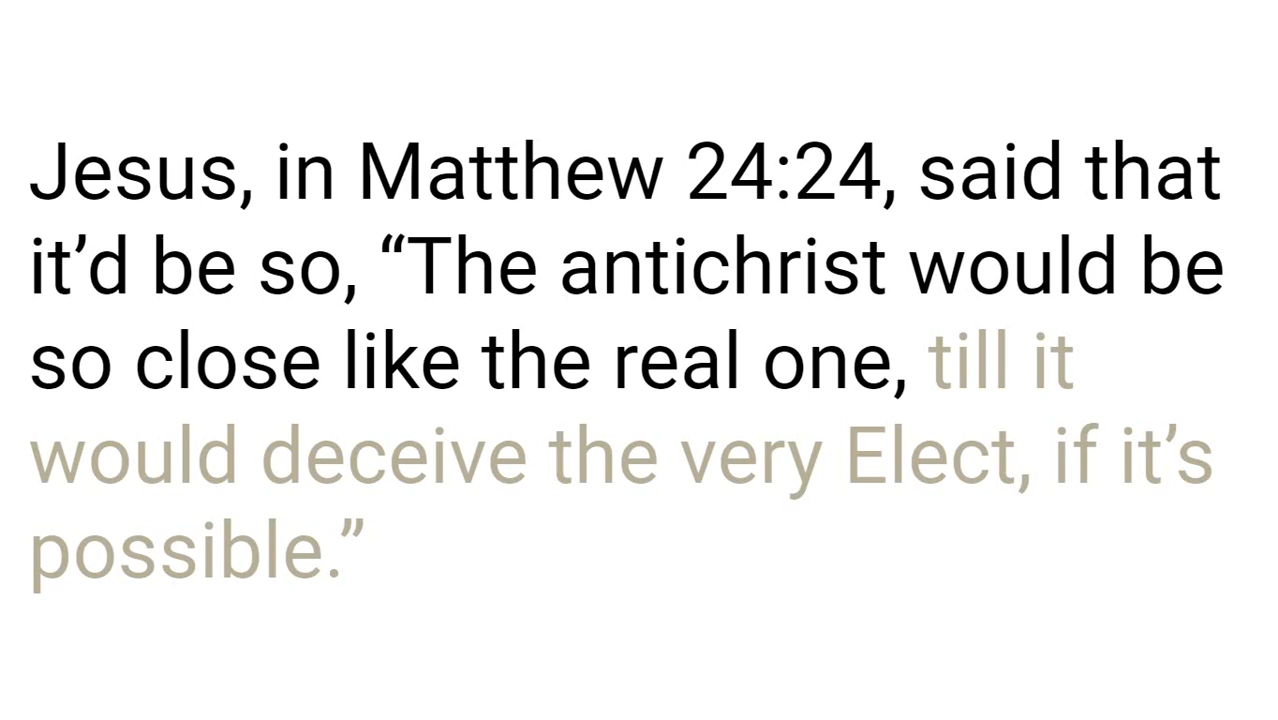 Jesus, in Matthew 24:24, said that
it’d be so, “The antichrist would be
so close like the real one, till it
would deceive the very Elect, if it’s
possible.”